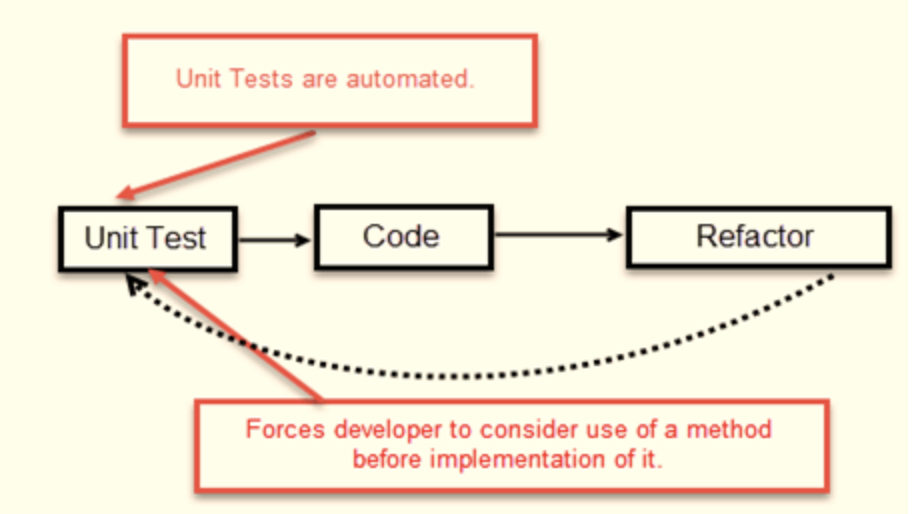 Unit Tests are automated.
Unit Test
Code
Refactor
Forces developer to consider use of a method
before implementation of it.